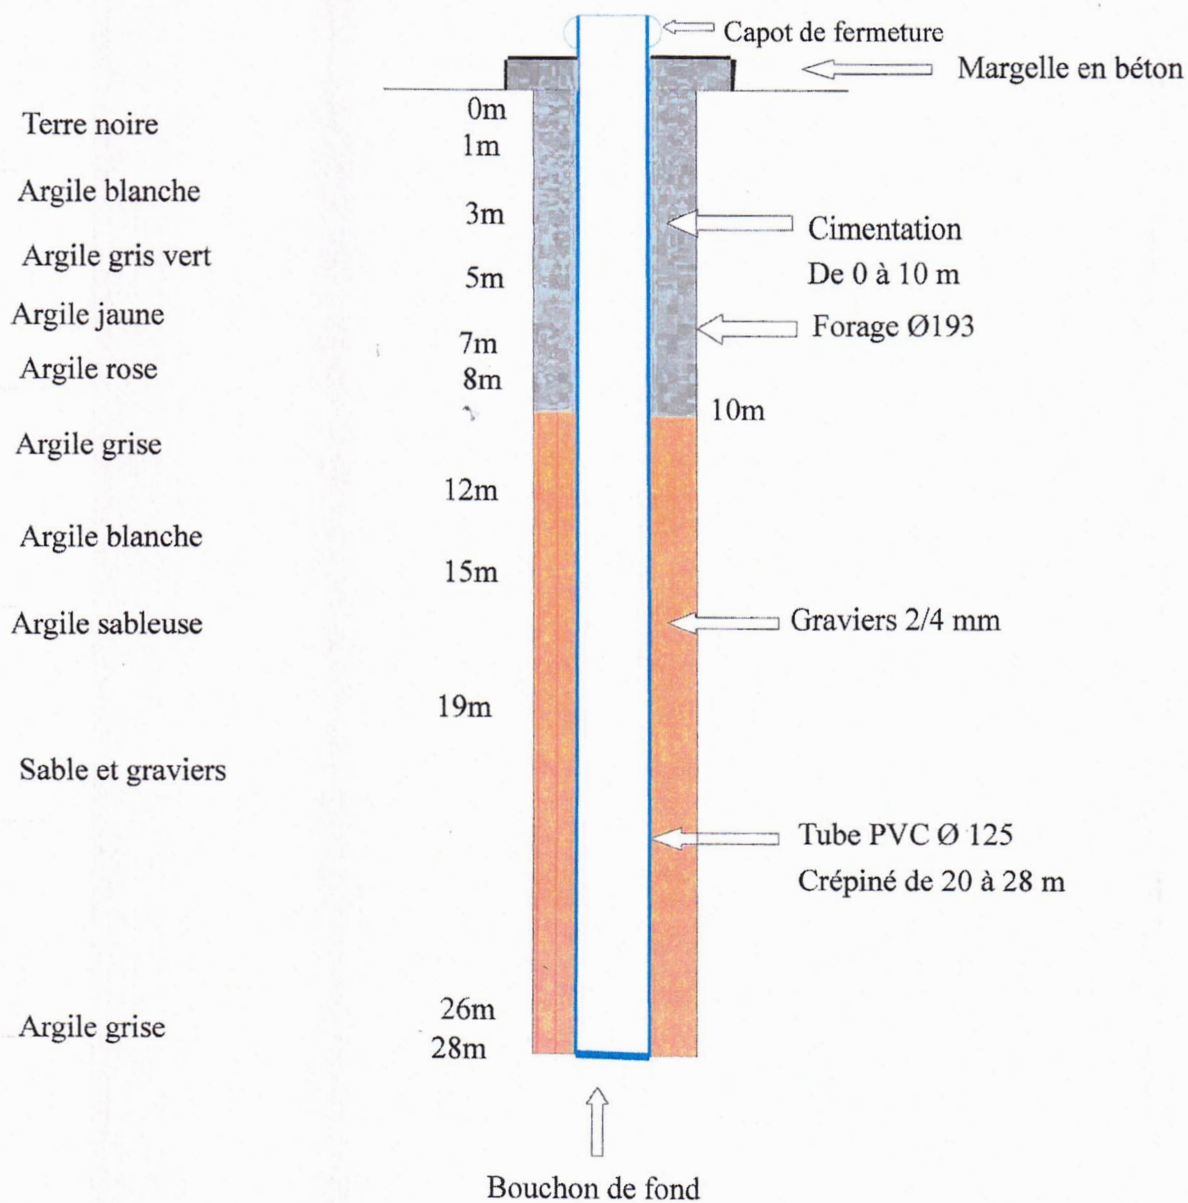 Capot de fermeture
Margelle en béton
0m
Terre noire
1m
Argile blanche
3m
Cimentation
De 0 à 10 m
Argile gris vert
5m
Argile jaune
Forage Ø193
7m
Argile rose
8m
10m
Argile grise
12m
Argile blanche
15m
Argile sableuse
Graviers 2/4 mm
19m
Sable et graviers
Tube PVC Ø 125
Crépiné de 20 à 28 m
26m
Argile grise
28m
Bouchon de fond